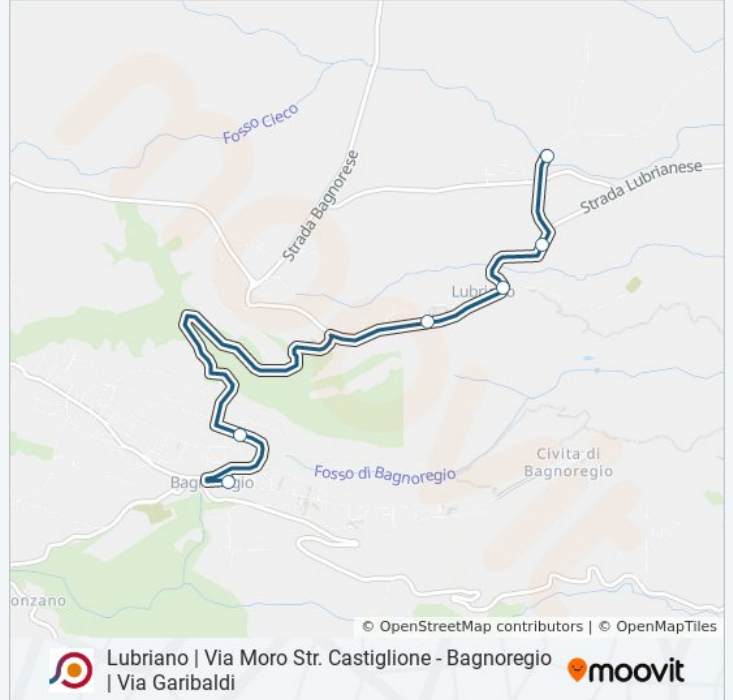 Fosso Cieco
Strada Bagnorese
Strada Lubrianese
Lubriano
Civita di
Bagnoregio
Fosso di Bagnoregio
Bagnoregio
onzano
© OpenStreetMap contributors | © OpenMapTiles
Lubriano | Via Moro Str. Castiglione - Bagnoregio
| Via Garibaldi
moovit
moovit